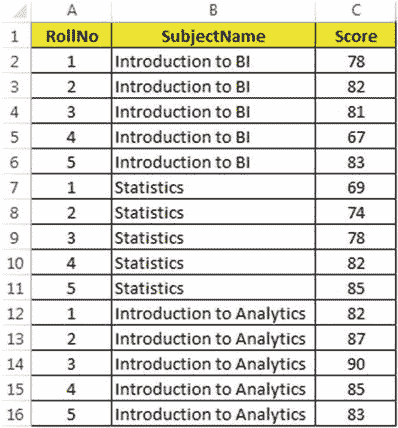 A B C
1 RollNo SubjectName Score
2 1 Introduction to BI 78
3 2 Introduction to BI 82
4 3 Introduction to BI 81
5 4 Introduction to BI 67
6 5 Introduction to BI 83
7 1 Statistics 69
8 2 Statistics 74
9 3 Statistics 78
10 4 Statistics 82
11 5 Statistics 85
12 1 Introduction to Analytics 82
13 2 Introduction to Analytics 87
14 3 Introduction to Analytics 90
15 4 Introduction to Analytics 85
16 5 Introduction to Analytics 83